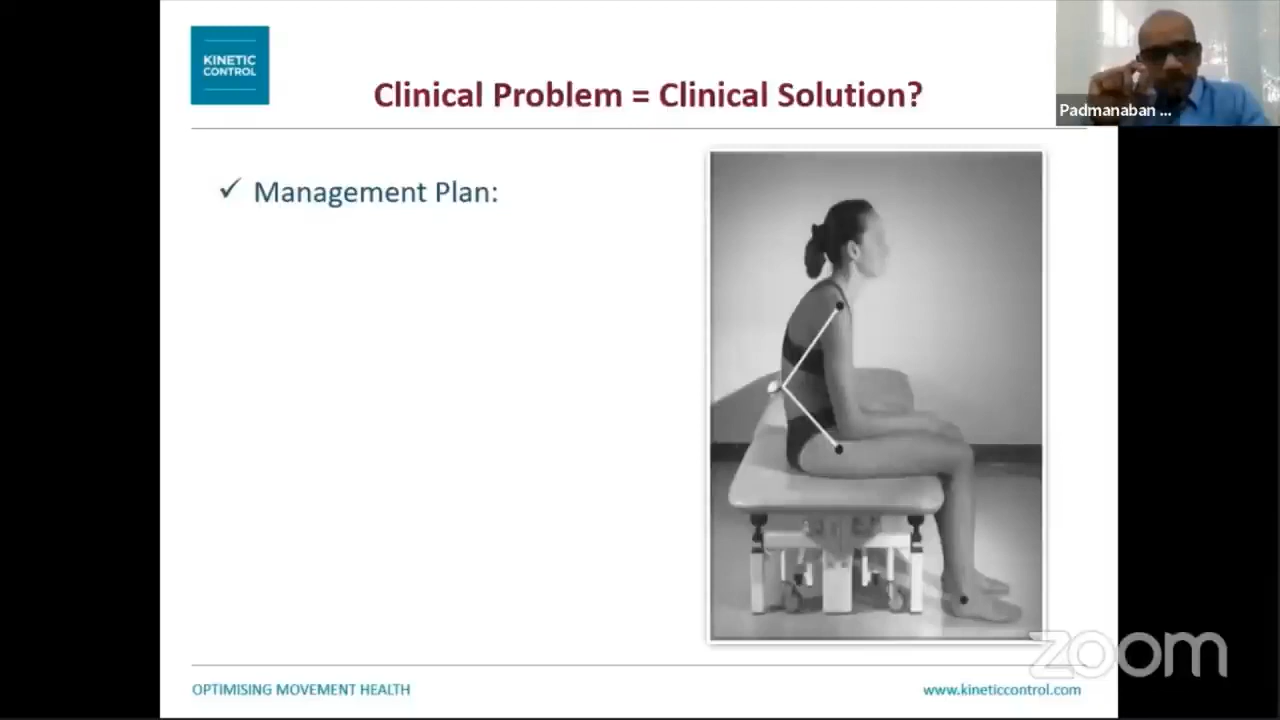 KINETIC
CONTROL
Clinical Problem = Clinical Solution?
Padmanaban ...
✓ Management Plan:
zoom
OPTIMISING MOVEMENT HEALTH
www.kineticcontrol.com